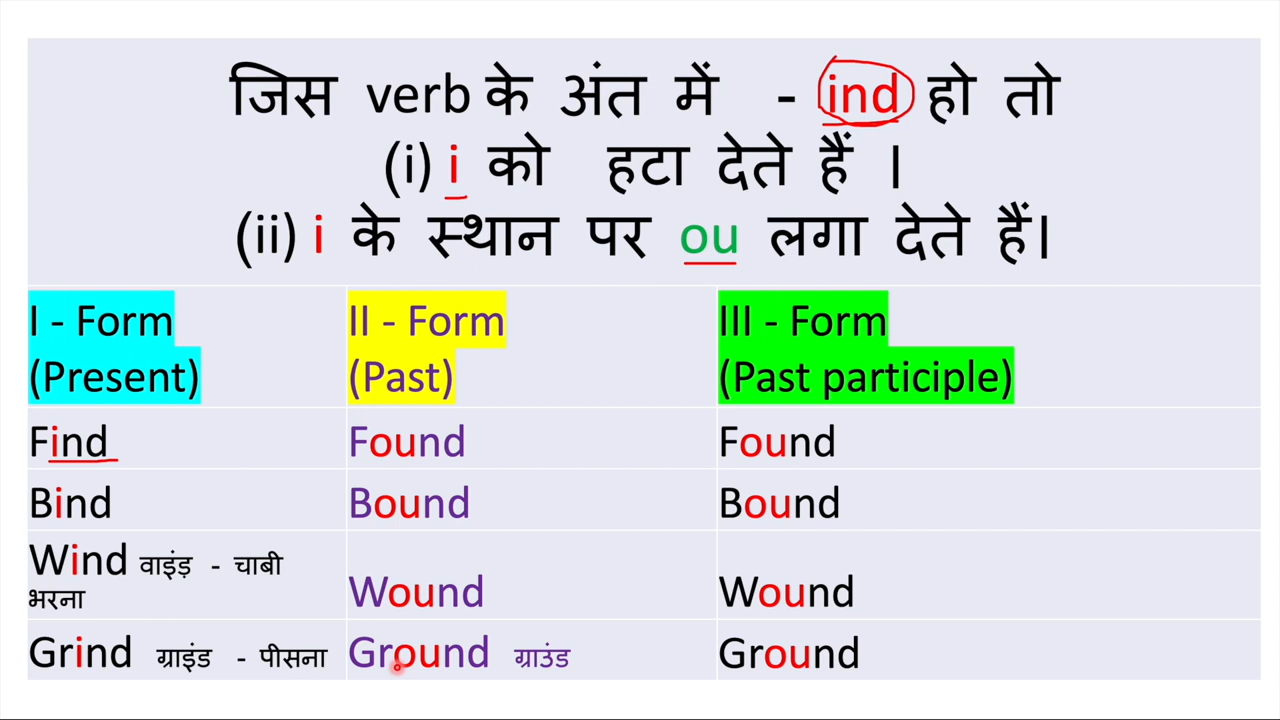 जिस verb के अंत में - ind हो तो
(i) i को हटा देते हैं ।
(ii) i के स्थान पर ou लगा देते हैं।
I - Form
(Present)
II - Form
(Past)
III - Form
(Past participle)
Find
Found
Found
Bind
Bound
Bound
Wind वाइंड़ - चाबी
भरना
Wound
Wound
Grind ग्राइंड - पीसना
Ground ग्राउंड
Ground